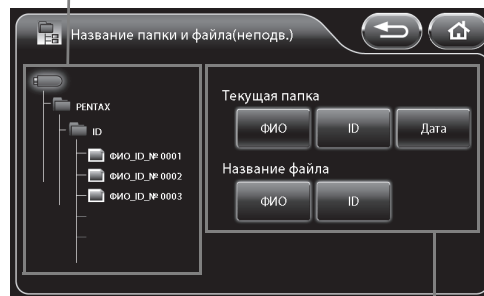 Название папки и файла(неподв.)
PENTAX
ID
ФИО_ID_№ 0001
ФИО_ID_№ 0002
ФИО_ID_№ 0003
Текущая папка
ФИО ID Дата
Название файла
ФИО ID